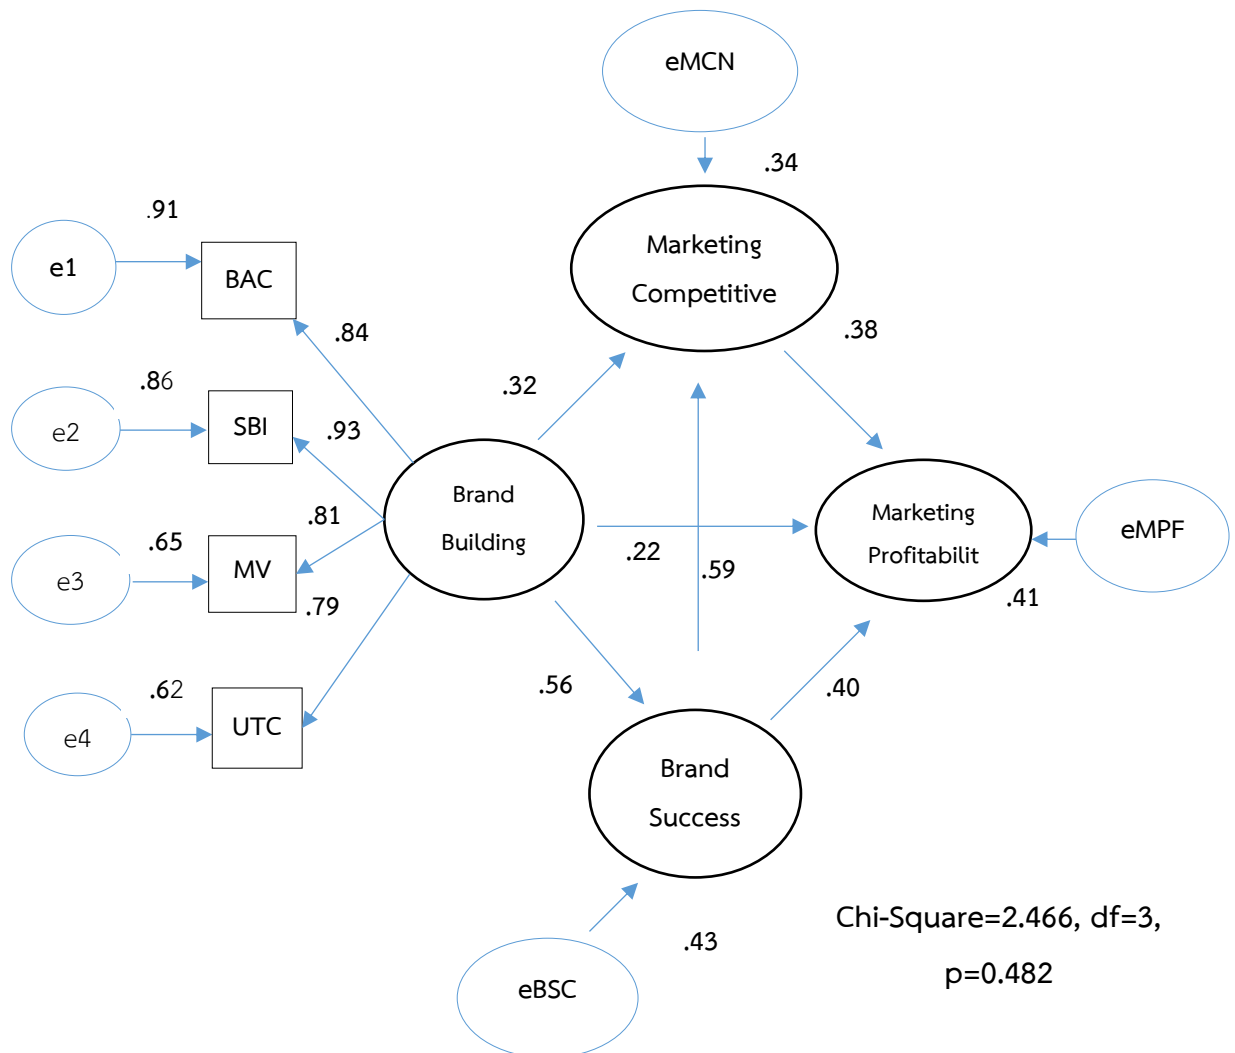 eMCN
.34
.91
e1
BAC
Marketing
Competitive
.84
.38
.86
e2
SBI
.93
.32
Brand
Building
.81
.65
e3
MV
.79
.22
.59
Marketing
Profitabilit
eMPF
.41
.56
.40
.62
e4
UTC
Brand
Success
.43
eBSC
Chi-Square=2.466, df=3,
p=0.482